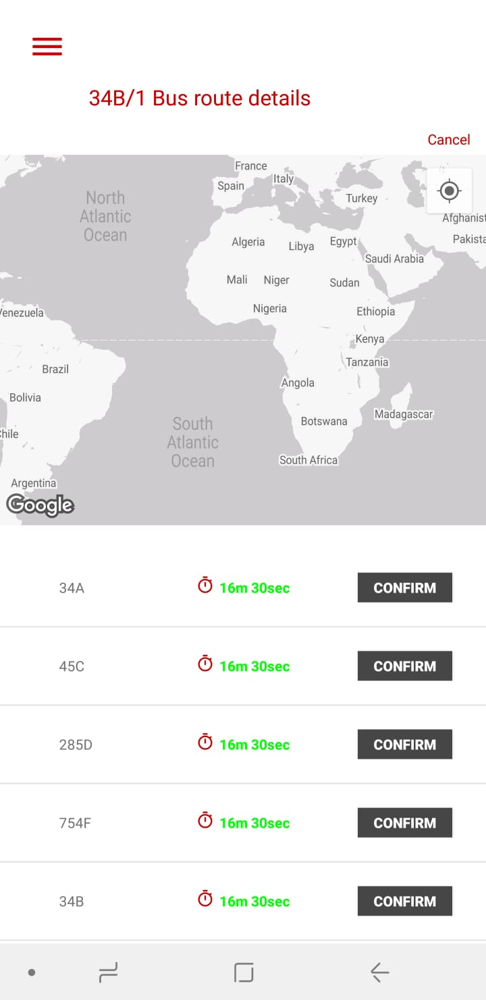 34B/1 Bus route details
Cancel
France
Italy
Spain
North
Atlantic
Ocean
Turkey
Afghanist
Pakista
Algeria
Libya
Egypt
Saudi Arabia
Mali
Niger
Sudan
Nigeria
Ethiopia
Venezuela
Kenya
Tanzania
Brazil
Angola
Bolivia
Madagascar
Botswana
South
Atlantic
Ocean
Chile
South Africa
Argentina
Google
34A 16m 30sec CONFIRM
45C 16m 30sec CONFIRM
285D 16m 30sec CONFIRM
754F 16m 30sec CONFIRM
34B 16m 30sec CONFIRM